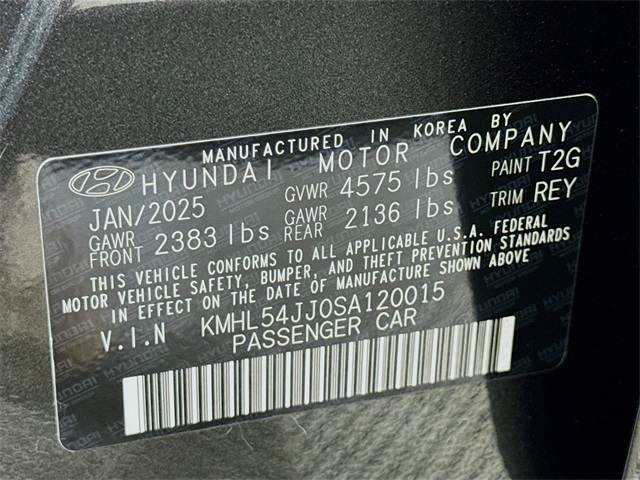 MANUFACTURED IN KOREA BY
HYUNDAI MOTOR COMPANY
JAN/2025 GVWR 4575 lbs PAINT T2G
GAWR FRONT 2383 lbs GAWR REAR 2136 lbs TRIM REY
THIS VEHICLE CONFORMS TO ALL APPLICABLE U.S.A. FEDERAL
MOTOR VEHICLE SAFETY, BUMPER, AND THEFT PREVENTION STANDARDS
IN EFFECT ON THE DATE OF MANUFACTURE SHOWN ABOVE
V.I.N KMHL54JJ0SA120015
PASSENGER CAR